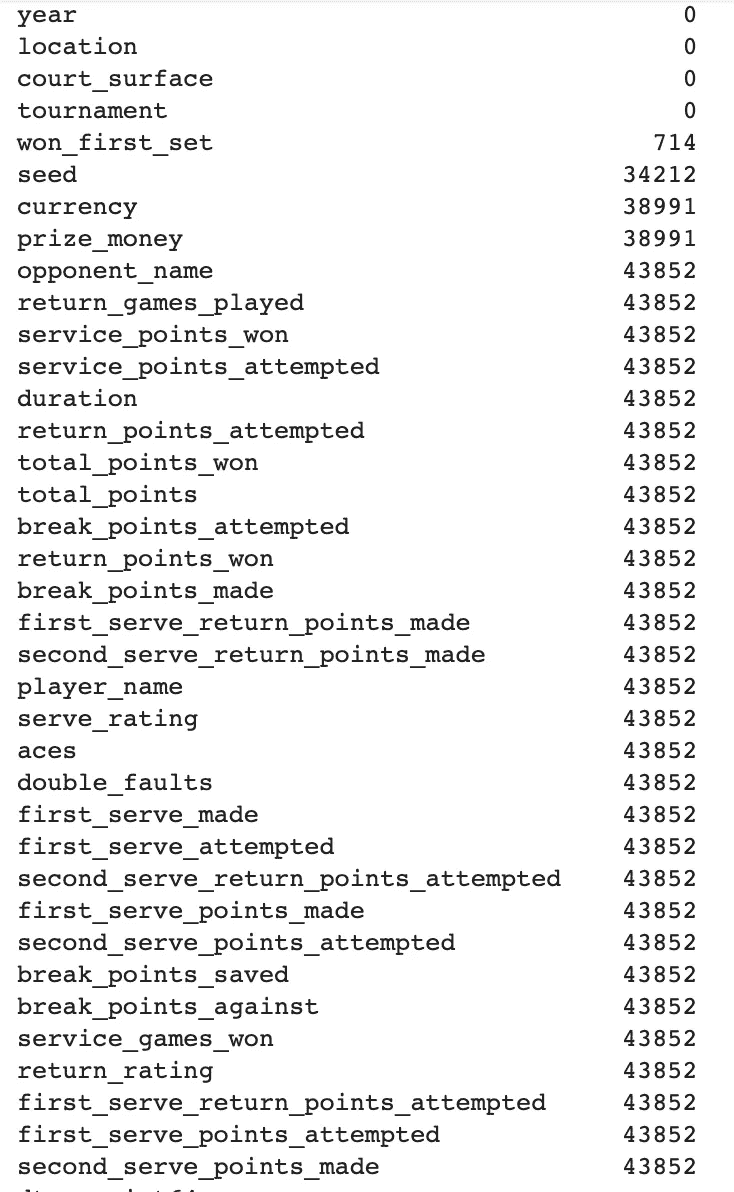 year 0
location 0
court_surface 0
tournament 0
won_first_set 714
seed 34212
currency 38991
prize_money 38991
opponent_name 43852
return_games_played 43852
service_points_won 43852
service_points_attempted 43852
duration 43852
return_points_attempted 43852
total_points_won 43852
total_points 43852
break_points_attempted 43852
return_points_won 43852
break_points_made 43852
first_serve_return_points_made 43852
second_serve_return_points_made 43852
player_name 43852
serve_rating 43852
aces 43852
double_faults 43852
first_serve_made 43852
first_serve_attempted 43852
second_serve_return_points_attempted 43852
first_serve_points_made 43852
second_serve_points_attempted 43852
break_points_saved 43852
break_points_against 43852
service_games_won 43852
return_rating 43852
first_serve_return_points_attempted 43852
first_serve_points_attempted 43852
second_serve_points_made 43852